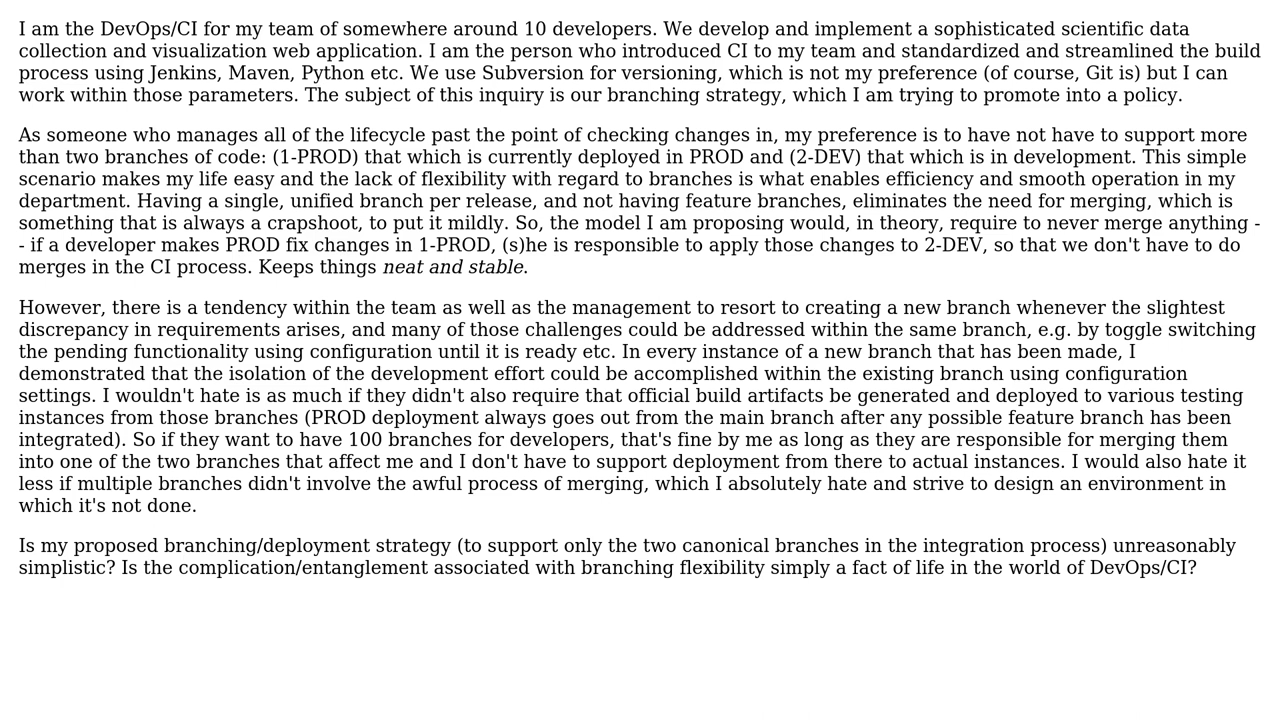 I am the DevOps/CI for my team of somewhere around 10 developers. We develop and implement a sophisticated scientific data
collection and visualization web application. I am the person who introduced CI to my team and standardized and streamlined the build
process using Jenkins, Maven, Python etc. We use Subversion for versioning, which is not my preference (of course, Git is) but I can
work within those parameters. The subject of this inquiry is our branching strategy, which I am trying to promote into a policy.
As someone who manages all of the lifecycle past the point of checking changes in, my preference is to have not have to support more
than two branches of code: (1-PROD) that which is currently deployed in PROD and (2-DEV) that which is in development. This simple
scenario makes my life easy and the lack of flexibility with regard to branches is what enables efficiency and smooth operation in my
department. Having a single, unified branch per release, and not having feature branches, eliminates the need for merging, which is
something that is always a crapshoot, to put it mildly. So, the model I am proposing would, in theory, require to never merge anything -
- if a developer makes PROD fix changes in 1-PROD, (s)he is responsible to apply those changes to 2-DEV, so that we don't have to do
merges in the CI process. Keeps things neat and stable.
However, there is a tendency within the team as well as the management to resort to creating a new branch whenever the slightest
discrepancy in requirements arises, and many of those challenges could be addressed within the same branch, e.g. by toggle switching
the pending functionality using configuration until it is ready etc. In every instance of a new branch that has been made, I
demonstrated that the isolation of the development effort could be accomplished within the existing branch using configuration
settings. I wouldn't hate is as much if they didn't also require that official build artifacts be generated and deployed to various testing
instances from those branches (PROD deployment always goes out from the main branch after any possible feature branch has been
integrated). So if they want to have 100 branches for developers, that's fine by me as long as they are responsible for merging them
into one of the two branches that affect me and I don't have to support deployment from there to actual instances. I would also hate it
less if multiple branches didn't involve the awful process of merging, which I absolutely hate and strive to design an environment in
which it's not done.
Is my proposed branching/deployment strategy (to support only the two canonical branches in the integration process) unreasonably
simplistic? Is the complication/entanglement associated with branching flexibility simply a fact of life in the world of DevOps/CI?